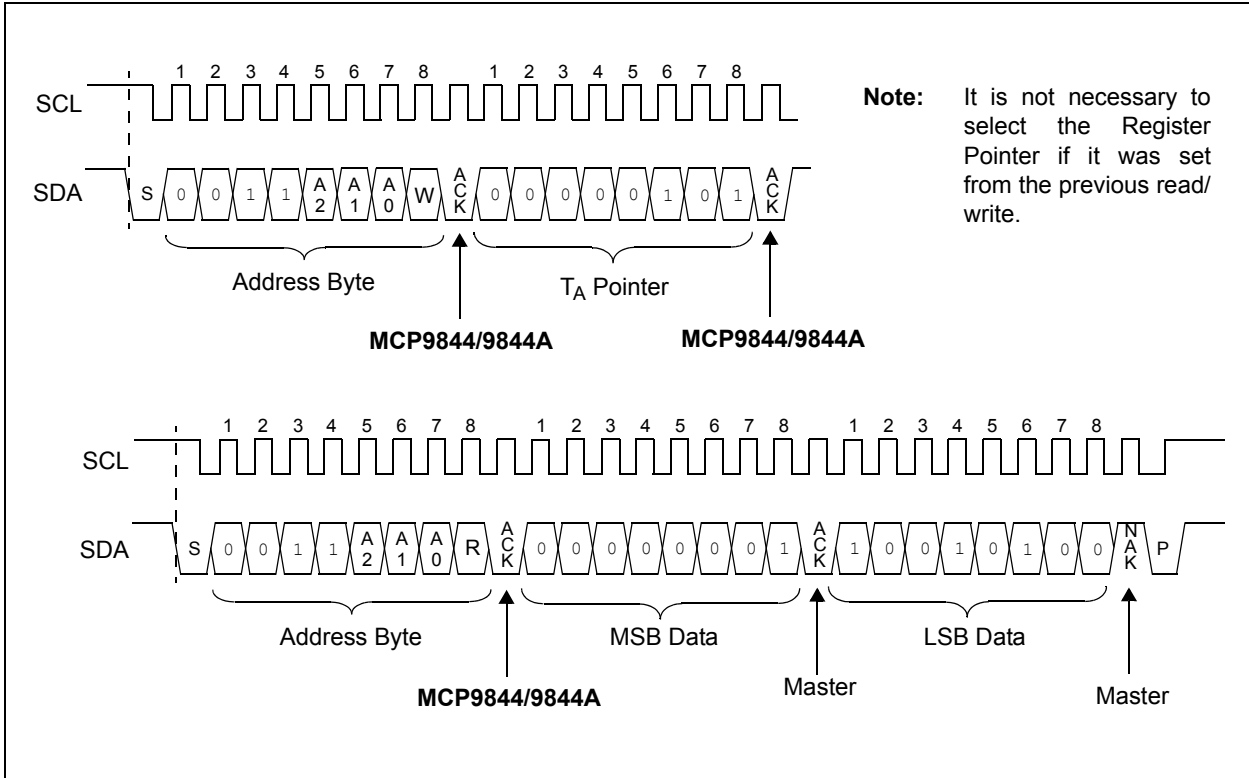 1 2 3 4 5 6 7 8 1 2 3 4 5 6 7 8
SCL
SDA S 0 0 1 1 A2 A1 A0 W ACK 0 0 0 0 0 1 0 1 ACK
Address Byte TA Pointer
MCP9844/9844A MCP9844/9844A
Note: It is not necessary to
select the Register
Pointer if it was set
from the previous read/
write.
1 2 3 4 5 6 7 8 1 2 3 4 5 6 7 8 1 2 3 4 5 6 7 8
SCL
SDA S 0 0 1 1 A2 A1 A0 R ACK 0 0 0 0 0 0 0 1 ACK 1 0 0 1 0 1 0 0 NAK P
Address Byte MSB Data LSB Data
MCP9844/9844A Master Master